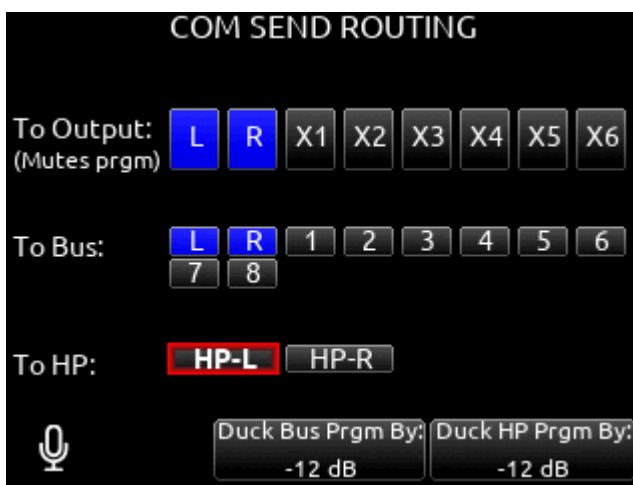 COM SEND ROUTING
To Output: L R X1 X2 X3 X4 X5 X6
(Mutes prgm)
To Bus: L R 1 2 3 4 5 6
7 8
To HP: HP-L HP-R
Duck Bus Prgm By: Duck HP Prgm By:
-12 dB -12 dB